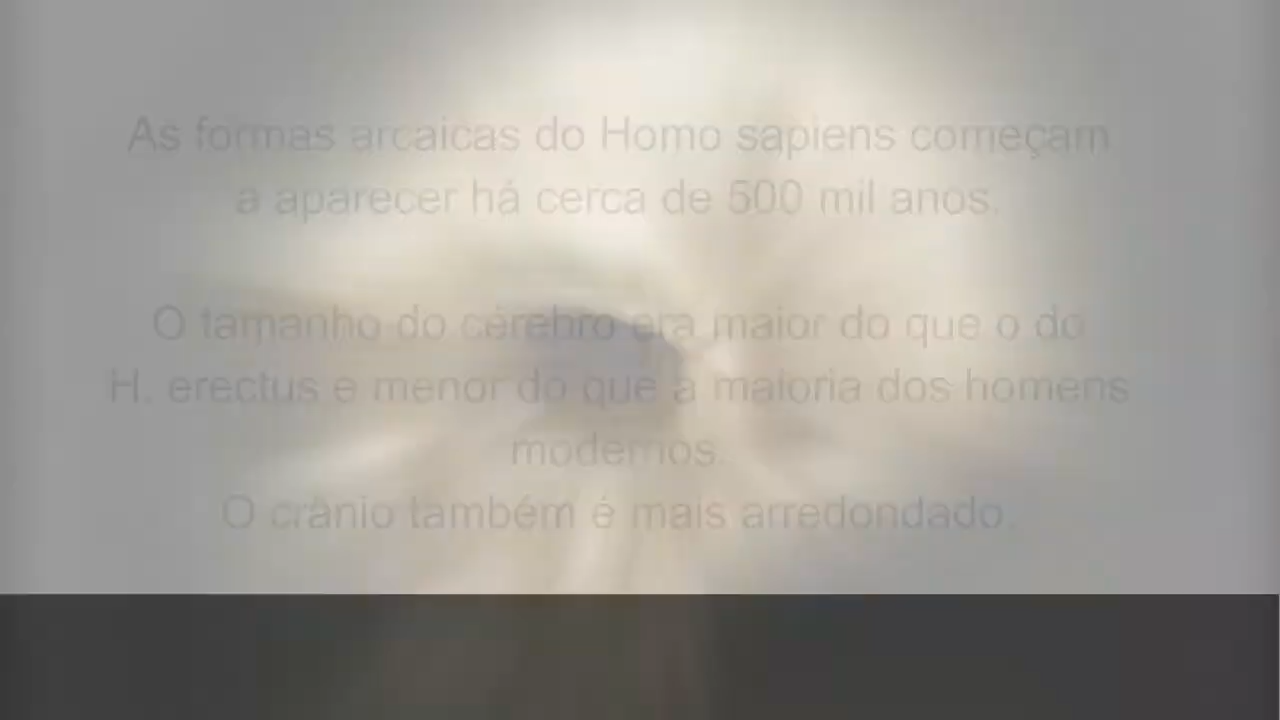 As formas arcaicas do Homo sapiens começam
a aparecer há cerca de 500 mil anos.
O tamanho do cérebro era maior do que o do
H. erectus e menor do que a maioria dos homens
modernos.
O crânio também é mais arredondado.